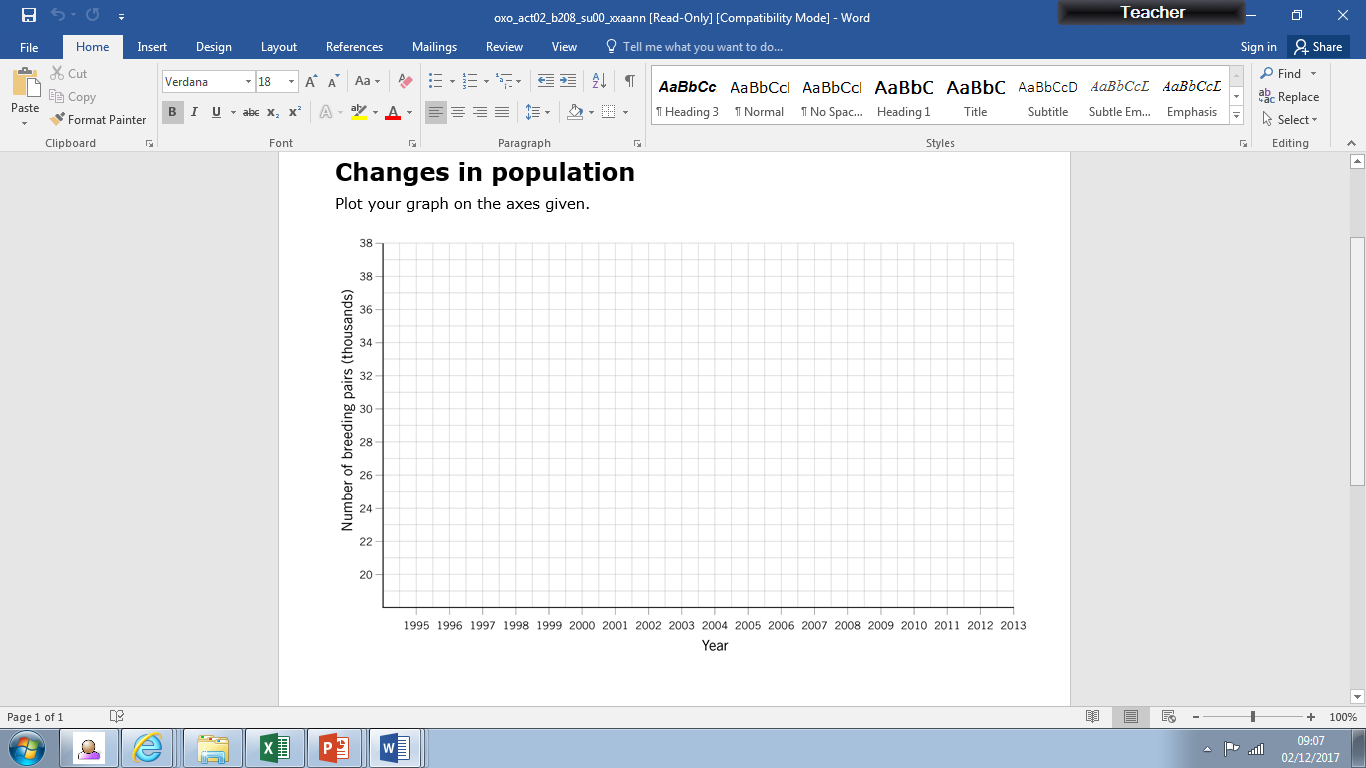 oxo_act02_b208_su00_xxaann [Read-Only] [Compatibility Mode] - Word
Teacher
File Home Insert Design Layout References Mailings Review View Tell me what you want to do... Sign in Share
Paste
Cut
Copy
Format Painter
Clipboard
Verdana 18 Aa
B I U abc x₂ x² A ab A
Font
Paragraph
AaBbCc AaBbCcI AaBbCcI AaBbC AaBbC AaBbCcD AaBbCcL AaBbCcL
¶ Heading 3 ¶ Normal ¶ No Spac... Heading 1 Title Subtitle Subtle Em... Emphasis
Styles
Find
Replace
Select
Editing
Changes in population
Plot your graph on the axes given.
Number of breeding pairs (thousands)
38
38
36
34
32
30
28
26
24
22
20
1995 1996 1997 1998 1999 2000 2001 2002 2003 2004 2005 2006 2007 2008 2009 2010 2011 2012 2013
Year
Page 1 of 1
100%
09:07
02/12/2017